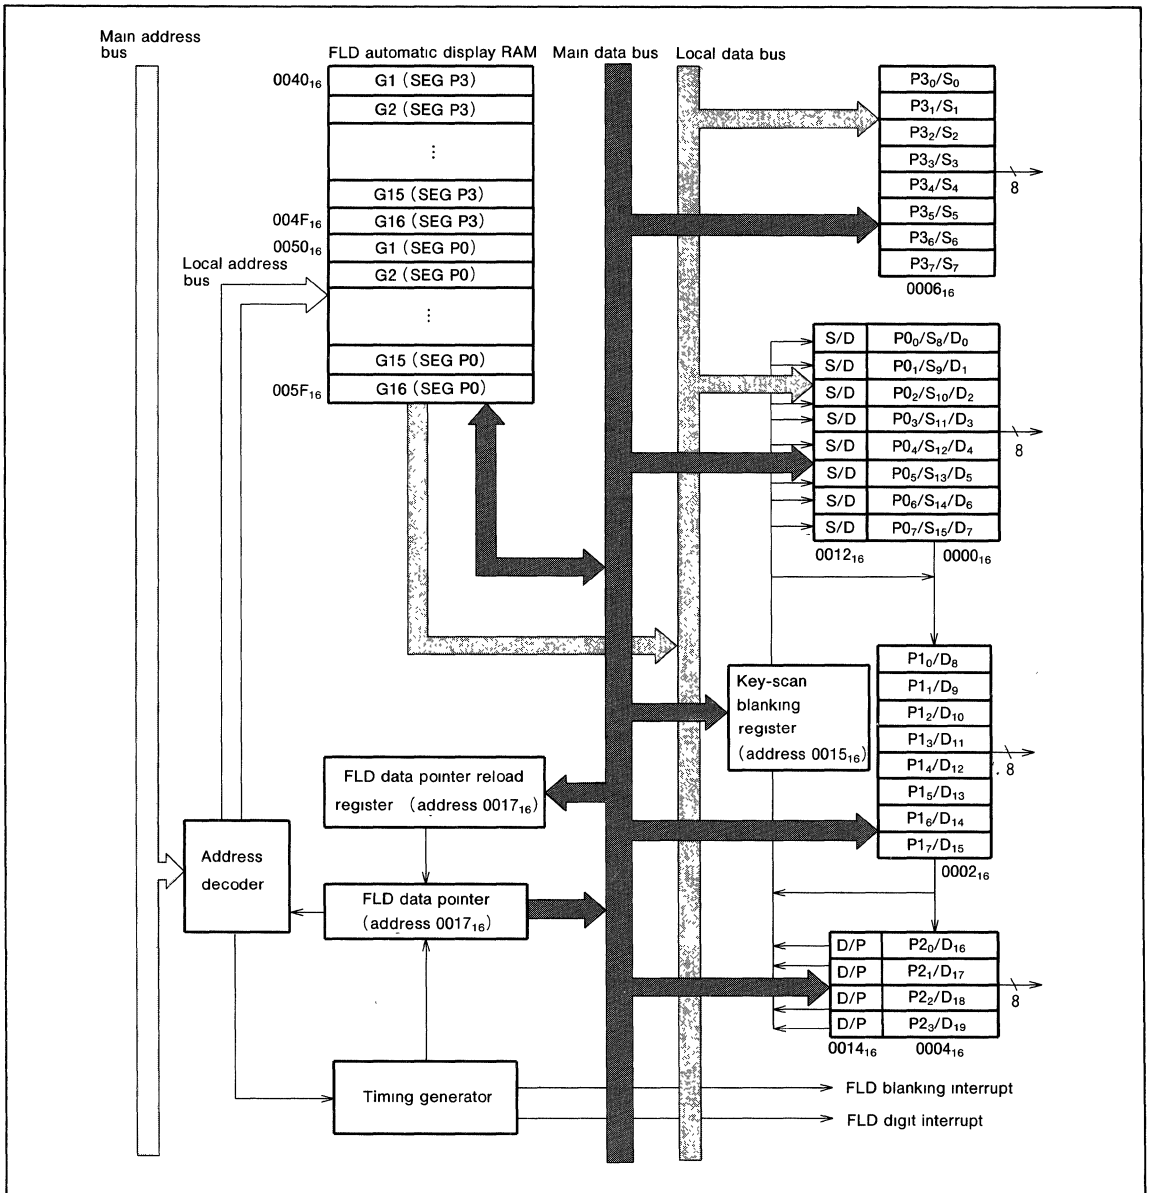 Main address
bus
FLD automatic display RAM
Main data bus
Local data bus
0040₁₆
G1 (SEG P3)
G2 (SEG P3)
⋮
G15 (SEG P3)
004F₁₆
G16 (SEG P3)
0050₁₆
G1 (SEG P0)
G2 (SEG P0)
⋮
G15 (SEG P0)
005F₁₆
G16 (SEG P0)
Local address
bus
P3₀/S₀
P3₁/S₁
P3₂/S₂
P3₃/S₃
P3₄/S₄
P3₅/S₅
P3₆/S₆
P3₇/S₇
8
0006₁₆
S/D P0₀/S₈/D₀
S/D P0₁/S₉/D₁
S/D P0₂/S₁₀/D₂
S/D P0₃/S₁₁/D₃
S/D P0₄/S₁₂/D₄
S/D P0₅/S₁₃/D₅
S/D P0₆/S₁₄/D₆
S/D P0₇/S₁₅/D₇
8
0012₁₆ 0000₁₆
Key-scan
blanking
register
(address 0015₁₆)
P1₀/D₈
P1₁/D₉
P1₂/D₁₀
P1₃/D₁₁
P1₄/D₁₂
P1₅/D₁₃
P1₆/D₁₄
P1₇/D₁₅
8
0002₁₆
FLD data pointer reload
register (address 0017₁₆)
Address
decoder
FLD data pointer
(address 0017₁₆)
D/P P2₀/D₁₆
D/P P2₁/D₁₇
D/P P2₂/D₁₈
D/P P2₃/D₁₉
8
0014₁₆ 0004₁₆
Timing generator
FLD blanking interrupt
FLD digit interrupt